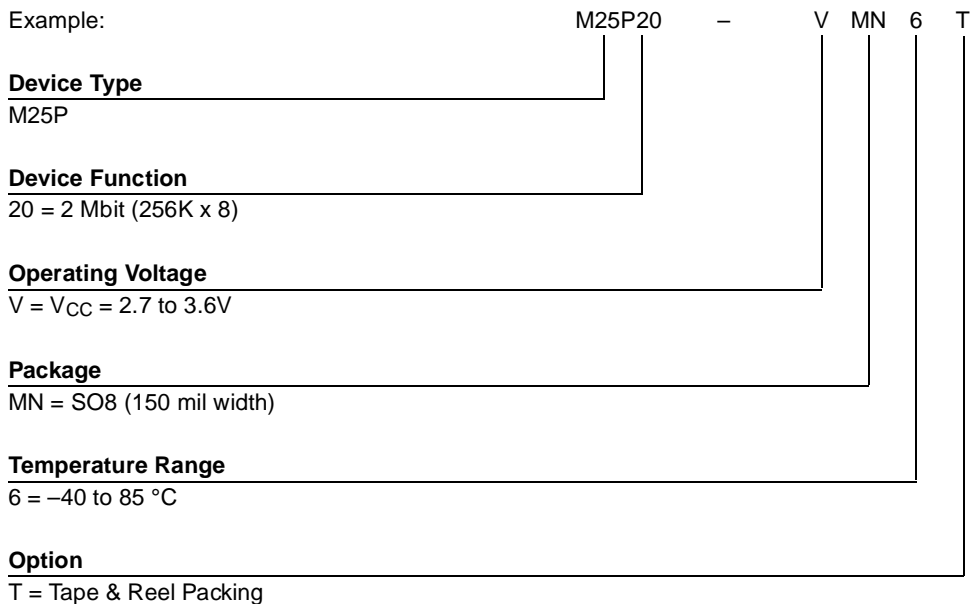 Example: M25P20 – V MN 6 T
Device Type
M25P
Device Function
20 = 2 Mbit (256K x 8)
Operating Voltage
V = VCC = 2.7 to 3.6V
Package
MN = SO8 (150 mil width)
Temperature Range
6 = –40 to 85 °C
Option
T = Tape & Reel Packing